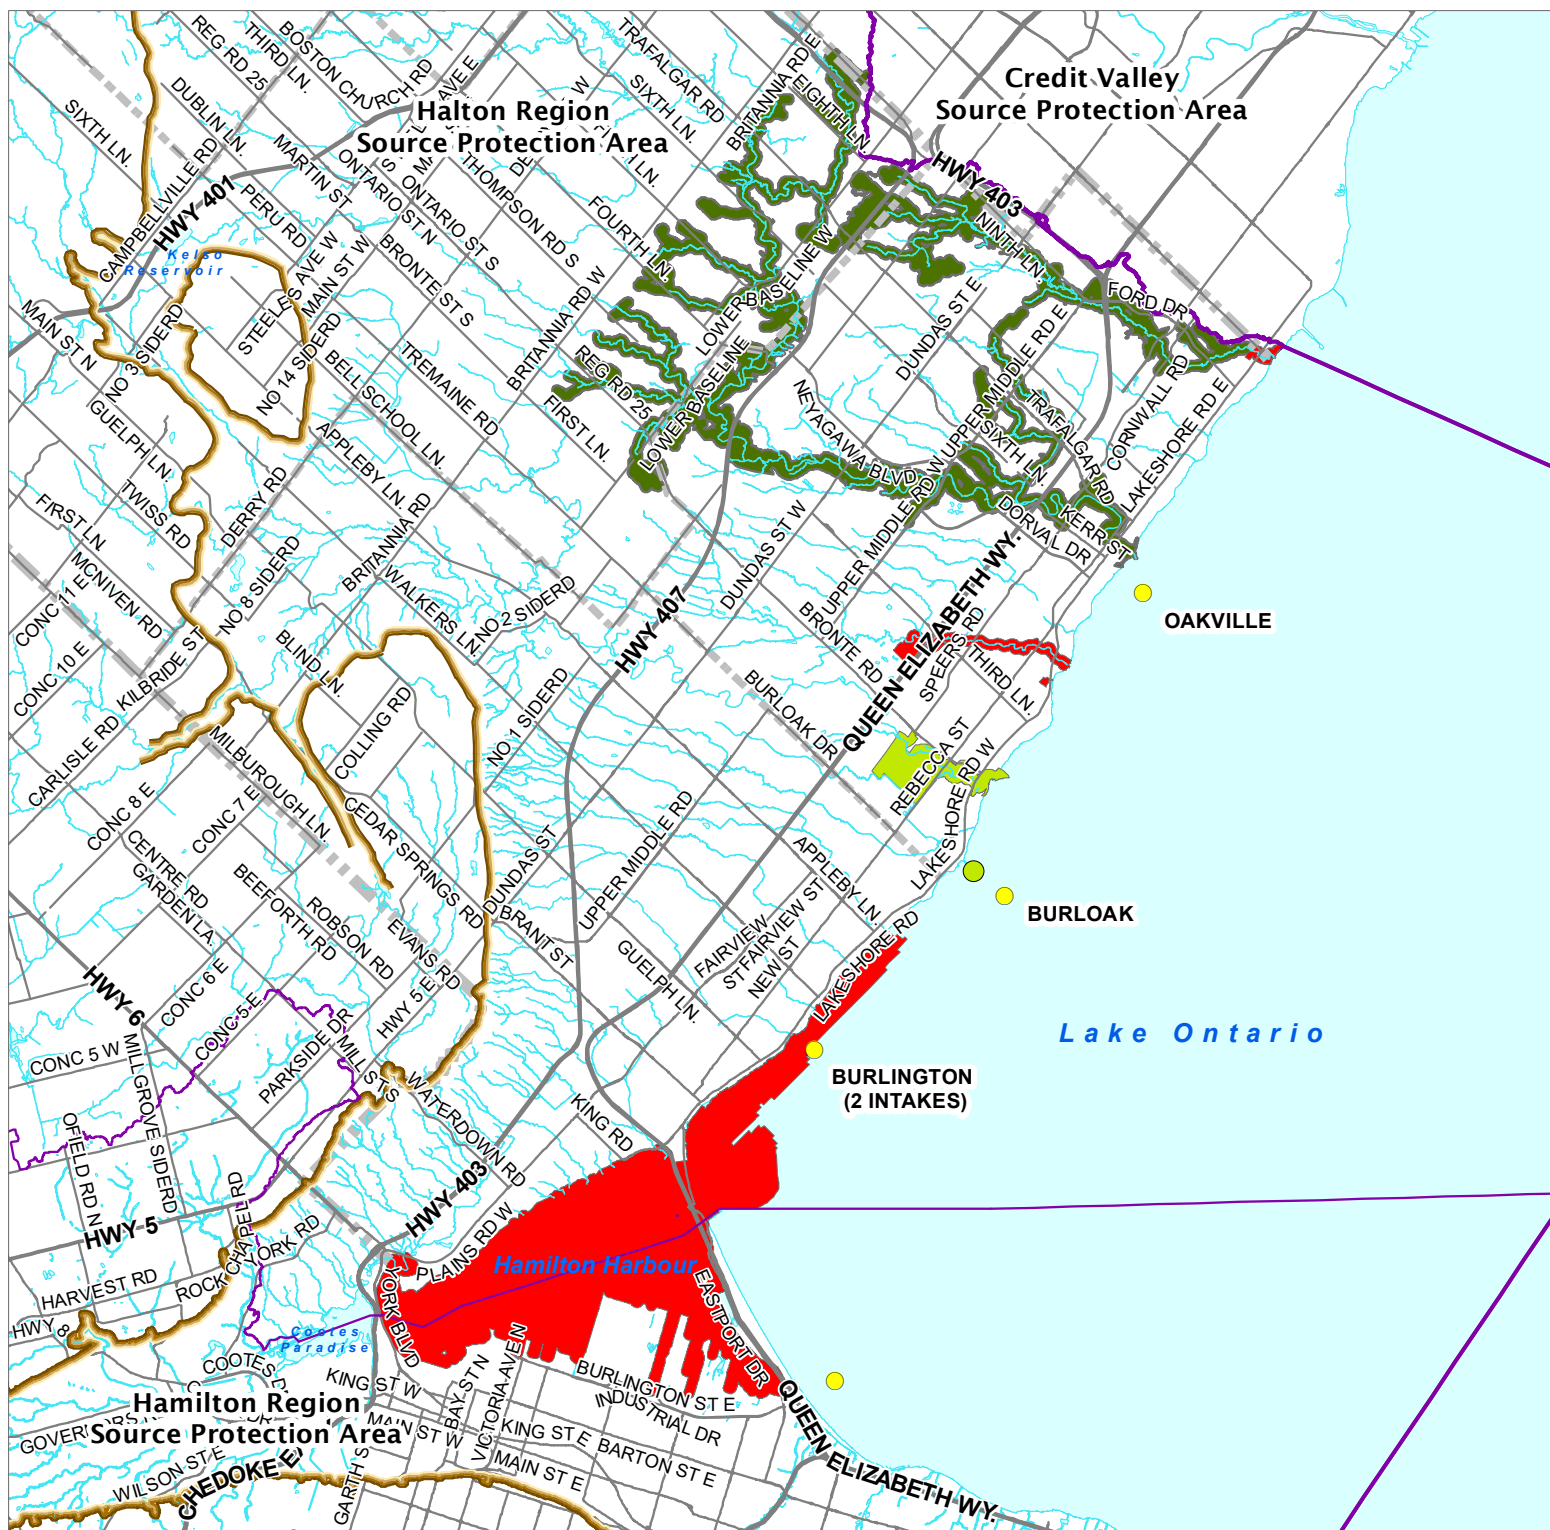 REG RD 25
THIRD LN.
BOSTON CHURCH RD
TRAFALGAR RD
SIXTH LN.
BRITANNIA RD E
EIGHTH LN.
Credit Valley
Source Protection Area
Halton Region
Source Protection Area
SIXTH LN.
DUBLIN LN.
CAMPBELLVILLE RD
HWY 401
MARTIN ST
PERU RD
ONTARIO ST N
ONTARIO ST S
THOMPSON RD S
FOURTH LN.
HWY 403
NINTH LN.
FORD DR
Kelso
Reservoir
STEELES AVE W
MAIN ST W
BRONTE ST S
BRITANNIA RD W
LOWER BASELINE W
LOWER BASELINE
DUNDAS ST E
MAIN ST N
NO 3 SIDERD
NO 14 SIDERD
BELL SCHOOL LN.
TREMAINE RD
REG RD 25
FIRST LN.
NEYAGAWA BLVD
UPPER MIDDLE RD E
TRAFALGAR RD
SIXTH LN.
CORNWALL RD
LAKESHORE RD E
GUELPH LN.
APPLEBY LN.
TWISS RD
DERRY RD
BRITANNIA RD
FIRST LN
MCNIVEN RD
CONC 11 E
CONC 10 E
NO 8 SIDERD
WALKERS LN.
NO 2 SIDERD
DUNDAS ST W
UPPER MIDDLE RD W
DORVAL DR
KERR ST
QUEEN ELIZABETH WY.
HWY 407
BRONTE RD
SPEERS RD
THIRD LN.
OAKVILLE
KILBRIDE ST
BLIND LN.
CARLISLE RD
COLLING RD
MILBOROUGH LN.
NO 1 SIDERD
BURLOAK DR
REBECCA ST
LAKESHORE RD W
CONC 8 E
CONC 7 E
CEDAR SPRINGS RD
DUNDAS ST
UPPER MIDDLE RD
APPLEBY LN.
CENTRE RD
GARDEN LA.
BEEFORTH RD
ROBSON RD
EVANS RD
BRANT ST
GUELPH LN.
FAIRVIEW
ST
FAIRVIEW ST
NEW ST
LAKESHORE RD
BURLOAK
HWY 6
CONC 6 E
CONC 5 E
HWY 5 E
PARKSIDE DR
MILL ST S
CONC 5 W
MILLGROVE SIDERD
OFIELD RD N
WATERDOWN RD
KING RD
Lake Ontario
BURLINGTON
(2 INTAKES)
HWY 5
HWY 403
PLAINS RD W
ROCK CHAPEL RD
YORK RD
HARVEST RD
HWY 8
Hamilton Harbour
YORK BLVD
EASTPORT DR
Cootes
Paradise
KING ST W
BAY ST N
VICTORIA AVE N
BURLINGTON ST E
INDUSTRIAL DR
Hamilton Region
Source Protection Area
MAIN ST W
KING ST E
BARTON ST E
MAIN ST E
WILSON ST E
GARTH S
QUEEN ELIZABETH WY.